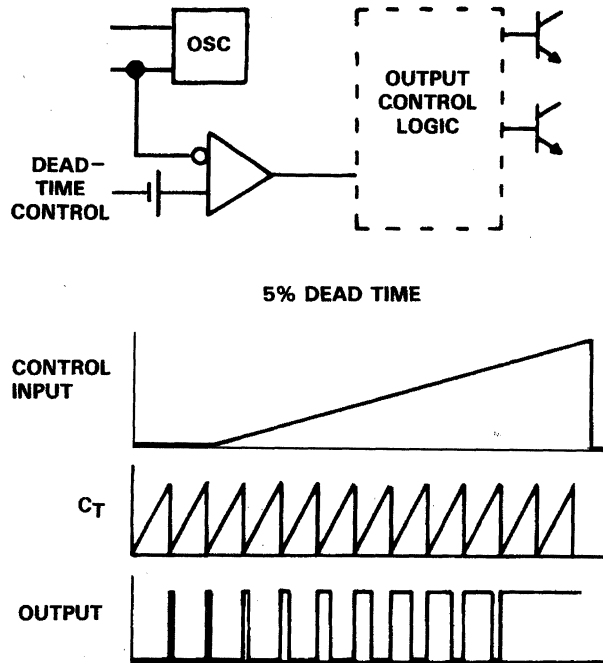 OSC
OUTPUT
CONTROL
LOGIC
DEAD–
TIME
CONTROL
5% DEAD TIME
CONTROL
INPUT
CT
OUTPUT